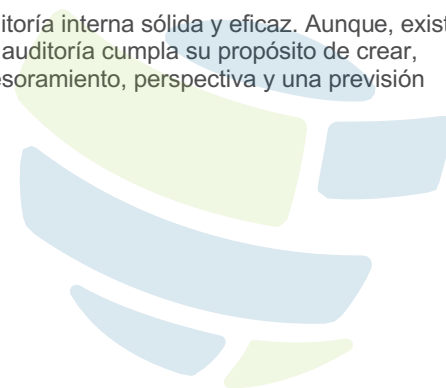 itoría interna sólida y eficaz. Aunque, exist
auditoría cumpla su propósito de crear,
esoramiento, perspectiva y una previsión